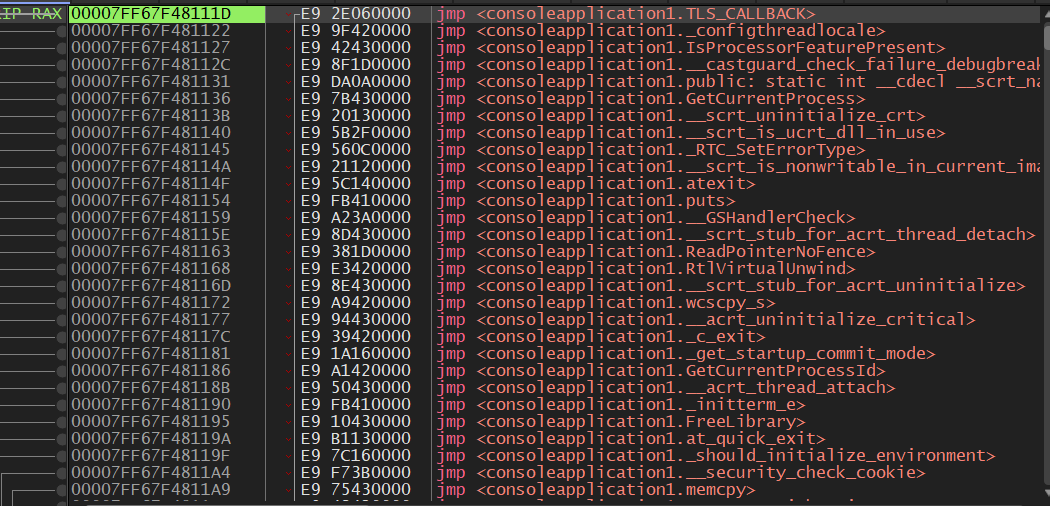 IP RAX 00007FF67F48111D E9 2E060000 jmp <consoleapplication1.TLS_CALLBACK>
00007FF67F481122 E9 9F420000 jmp <consoleapplication1._configthreadlocale>
00007FF67F481127 E9 42430000 jmp <consoleapplication1.IsProcessorFeaturePresent>
00007FF67F48112C E9 8F1D0000 jmp <consoleapplication1.__castguard_check_failure_debugbreak
00007FF67F481131 E9 DA0A0000 jmp <consoleapplication1.public: static int __cdecl __scrt_na
00007FF67F481136 E9 7B430000 jmp <consoleapplication1.GetCurrentProcess>
00007FF67F48113B E9 20130000 jmp <consoleapplication1.__scrt_uninitialize_crt>
00007FF67F481140 E9 5B2F0000 jmp <consoleapplication1.__scrt_is_ucrt_dll_in_use>
00007FF67F481145 E9 560C0000 jmp <consoleapplication1._RTC_SetErrorType>
00007FF67F48114A E9 21120000 jmp <consoleapplication1.__scrt_is_nonwritable_in_current_ima
00007FF67F48114F E9 5C140000 jmp <consoleapplication1.atexit>
00007FF67F481154 E9 FB410000 jmp <consoleapplication1.puts>
00007FF67F481159 E9 A23A0000 jmp <consoleapplication1.__GSHandlerCheck>
00007FF67F48115E E9 8D430000 jmp <consoleapplication1.__scrt_stub_for_acrt_thread_detach>
00007FF67F481163 E9 381D0000 jmp <consoleapplication1.ReadPointerNoFence>
00007FF67F481168 E9 E3420000 jmp <consoleapplication1.RtlVirtualUnwind>
00007FF67F48116D E9 8E430000 jmp <consoleapplication1.__scrt_stub_for_acrt_uninitialize>
00007FF67F481172 E9 A9420000 jmp <consoleapplication1.wcscpy_s>
00007FF67F481177 E9 94430000 jmp <consoleapplication1.__acrt_uninitialize_critical>
00007FF67F48117C E9 39420000 jmp <consoleapplication1._c_exit>
00007FF67F481181 E9 1A160000 jmp <consoleapplication1._get_startup_commit_mode>
00007FF67F481186 E9 A1420000 jmp <consoleapplication1.GetCurrentProcessId>
00007FF67F48118B E9 50430000 jmp <consoleapplication1.__acrt_thread_attach>
00007FF67F481190 E9 FB410000 jmp <consoleapplication1._initterm_e>
00007FF67F481195 E9 10430000 jmp <consoleapplication1.FreeLibrary>
00007FF67F48119A E9 B1130000 jmp <consoleapplication1.at_quick_exit>
00007FF67F48119F E9 7C160000 jmp <consoleapplication1._should_initialize_environment>
00007FF67F4811A4 E9 F73B0000 jmp <consoleapplication1.__security_check_cookie>
00007FF67F4811A9 E9 75430000 jmp <consoleapplication1.memcpy>